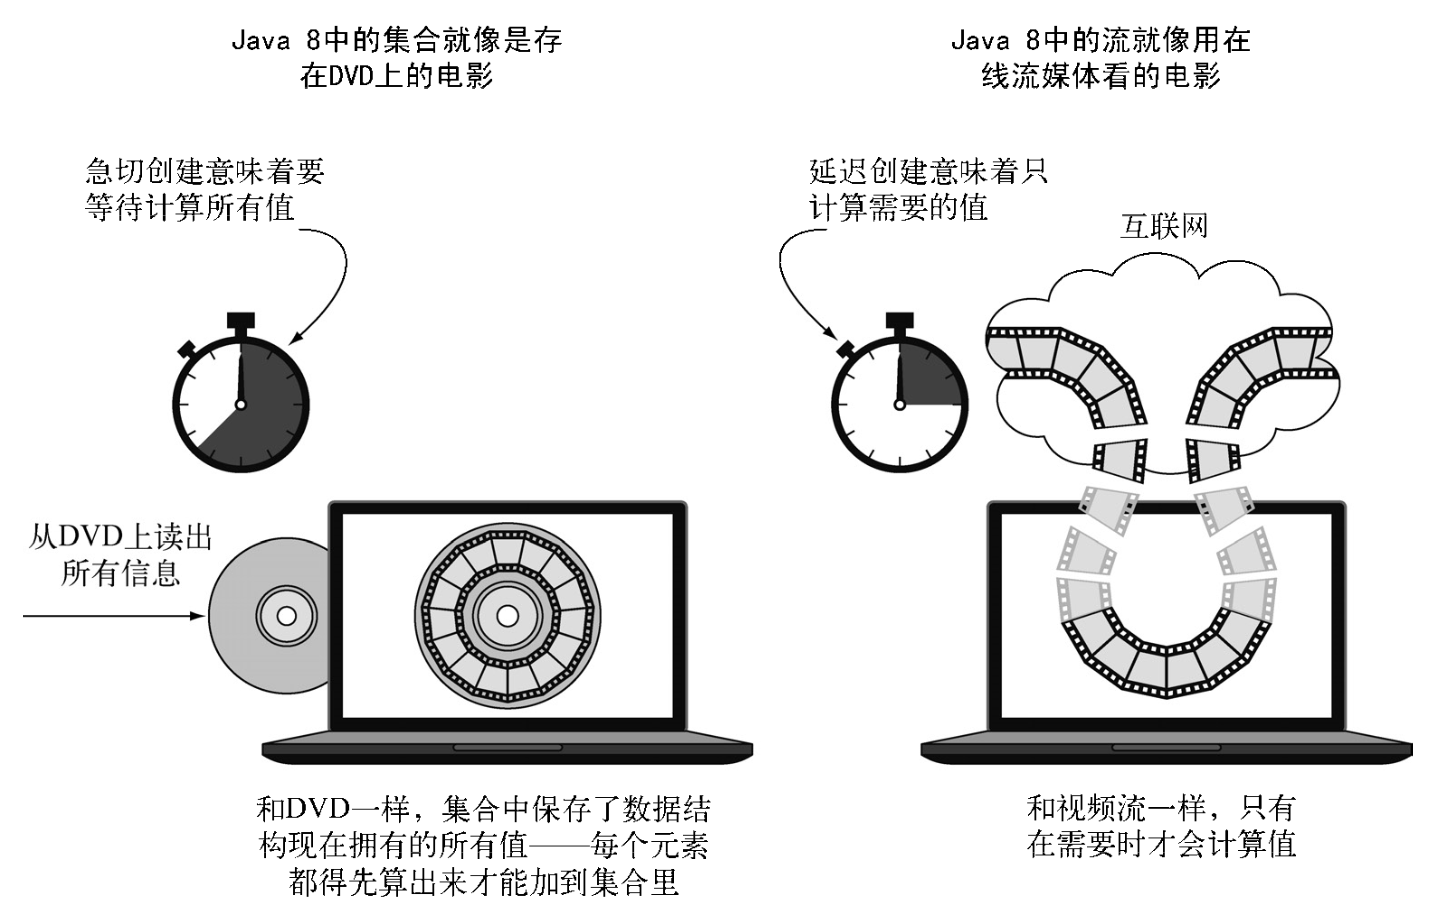 Java 8中的集合就像是存
在DVD上的电影
急切创建意味着要
等待计算所有值
从DVD上读出
所有信息
和DVD一样，集合中保存了数据结
构现在拥有的所有值——每个元素
都得先算出来才能加到集合里
Java 8中的流就像用在
线流媒体看的电影
延迟创建意味着只
计算需要的值
互联网
和视频流一样，只有
在需要时才会计算值